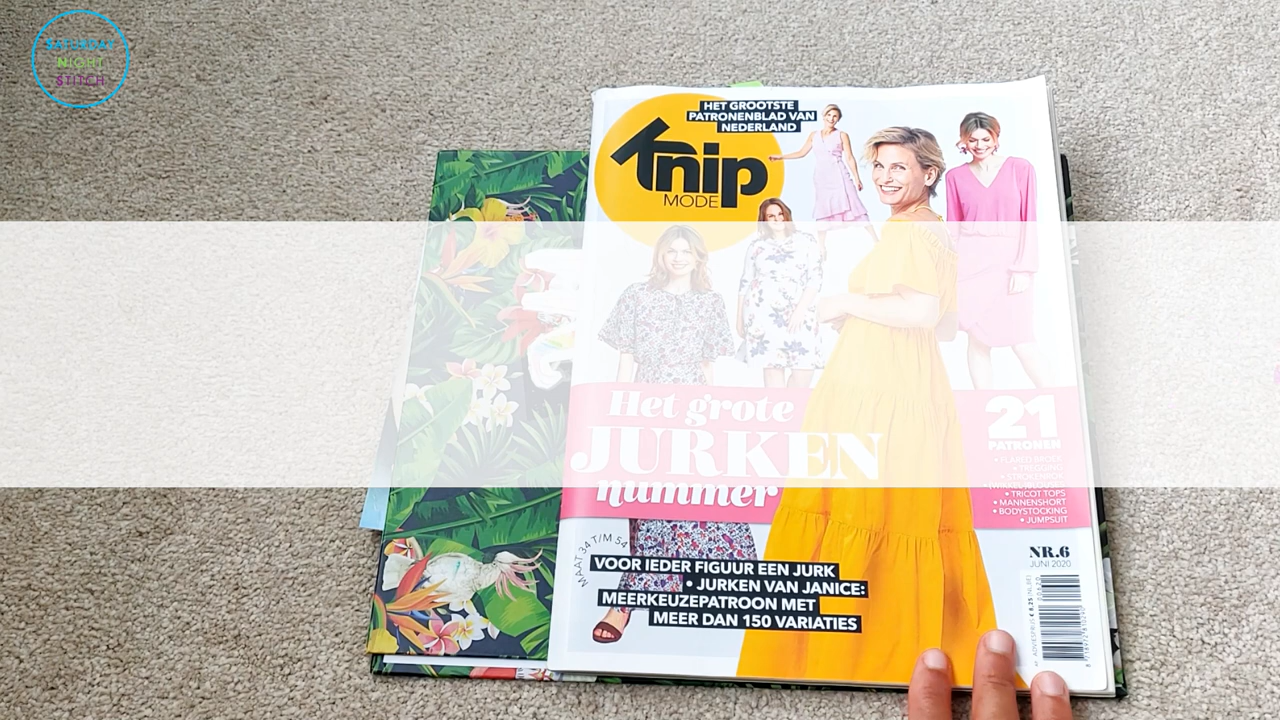 SATURDAY
NIGHT
STITCH
HET GROOTSTE
PATRONENBLAD VAN
NEDERLAND
Knip
MODE
Het grote
JURKEN
nummer
21
PATRONEN
• TREGGING
• TRICOT TOPS
• MANNENSHORT
• BODYSTOCKING
• JUMPSUIT
MAAT 34 T/M 54
VOOR IEDER FIGUUR EEN JURK
• JURKEN VAN JANICE:
MEERKEUZEPATROON MET
MEER DAN 150 VARIATIES
NR.6
JUNI 2020